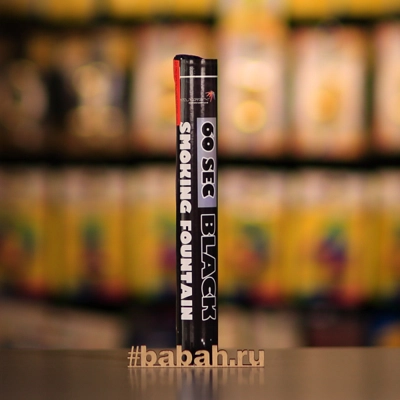 SMOKING FOUNTAIN
60 SEC BLACK
#babah.ru